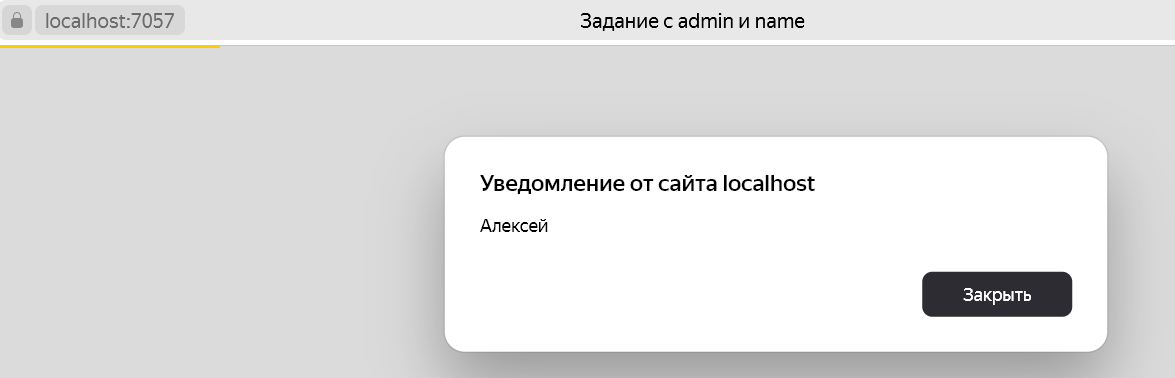 localhost:7057 Задание с admin и name
Уведомление от сайта localhost
Алексей
Закрыть